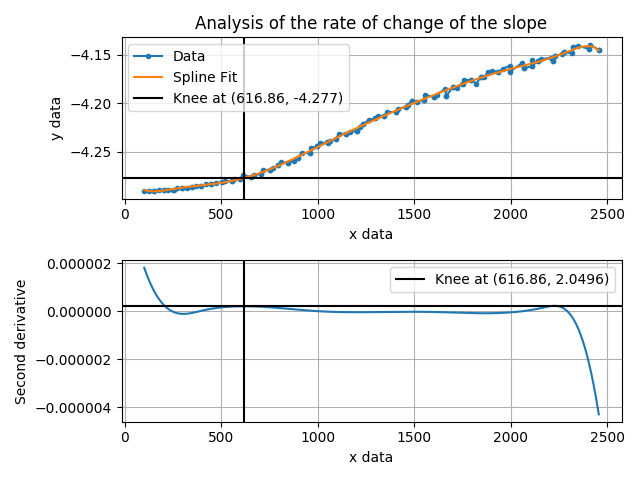 Analysis of the rate of change of the slope
Data
Spline Fit
Knee at (616.86, -4.277)
−4.15
−4.20
−4.25
y data
0 500 1000 1500 2000 2500
x data
Knee at (616.86, 2.0496)
0.000002
0.000000
−0.000002
−0.000004
Second derivative
0 500 1000 1500 2000 2500
x data